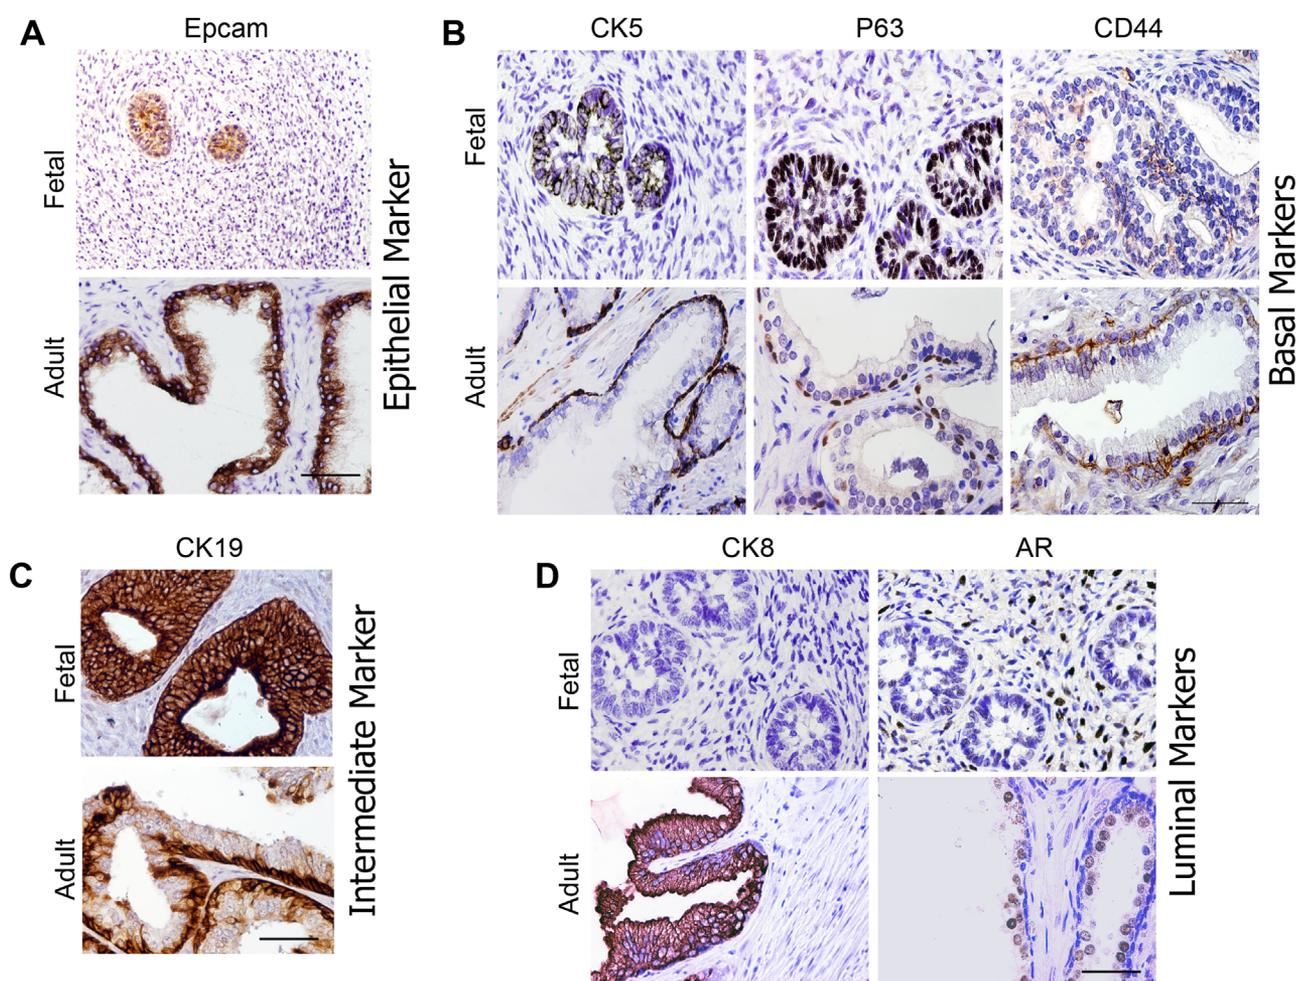 A
Epcam
Fetal
Adult
Epithelial Marker
B
CK5
P63
CD44
Fetal
Adult
Basal Markers
C
CK19
Fetal
Adult
Intermediate Marker
D
CK8
AR
Fetal
Adult
Luminal Markers